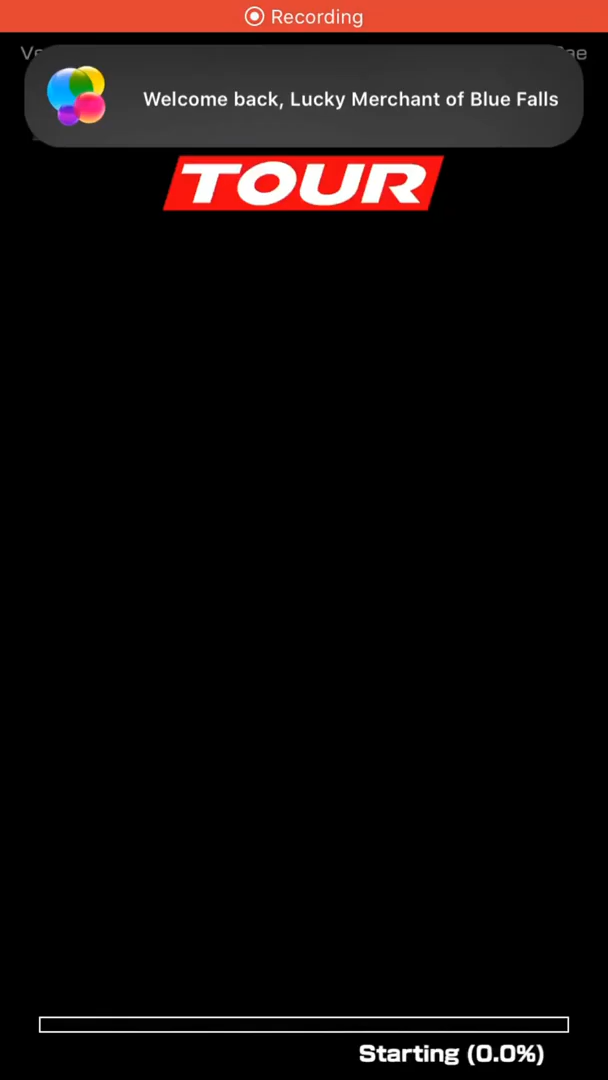 Recording
Welcome back, Lucky Merchant of Blue Falls
TOUR
Starting (0.0%)